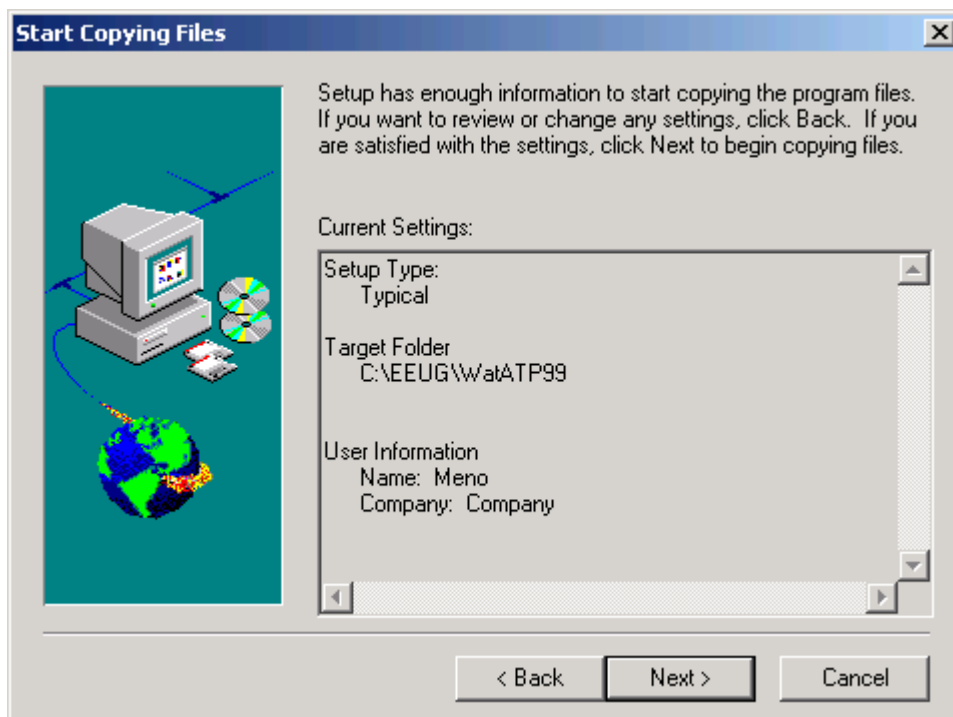 Start Copying Files
Setup has enough information to start copying the program files.
If you want to review or change any settings, click Back.  If you
are satisfied with the settings, click Next to begin copying files.
Current Settings:
Setup Type:
Typical
Target Folder
C:\EEUG\WatATP99
User Information
Name:  Meno
Company:  Company
< Back
Next >
Cancel